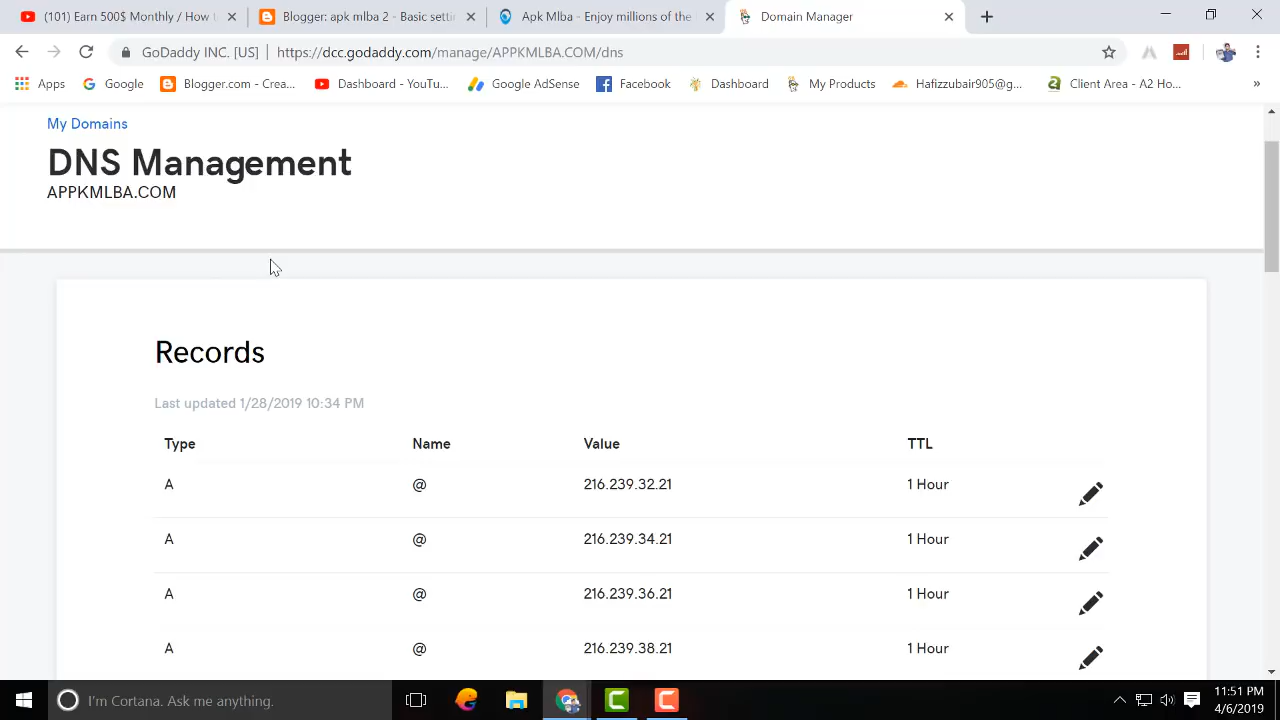 (101) Earn 500$ Monthly / How t
Blogger: apk mlba 2 - Basic sett
Apk Mlba - Enjoy millions of the
Domain Manager
GoDaddy INC. [US] https://dcc.godaddy.com/manage/APPKMLBA.COM/dns
Apps Google Blogger.com - Crea... Dashboard - YouTu... Google AdSense Facebook Dashboard My Products Hafizzubair905@g... Client Area - A2 Ho... »
My Domains
DNS Management
APPKMLBA.COM
Records
Last updated 1/28/2019 10:34 PM
Type Name Value TTL
A @ 216.239.32.21 1 Hour
A @ 216.239.34.21 1 Hour
A @ 216.239.36.21 1 Hour
A @ 216.239.38.21 1 Hour
I'm Cortana. Ask me anything.
11:51 PM
4/6/2019